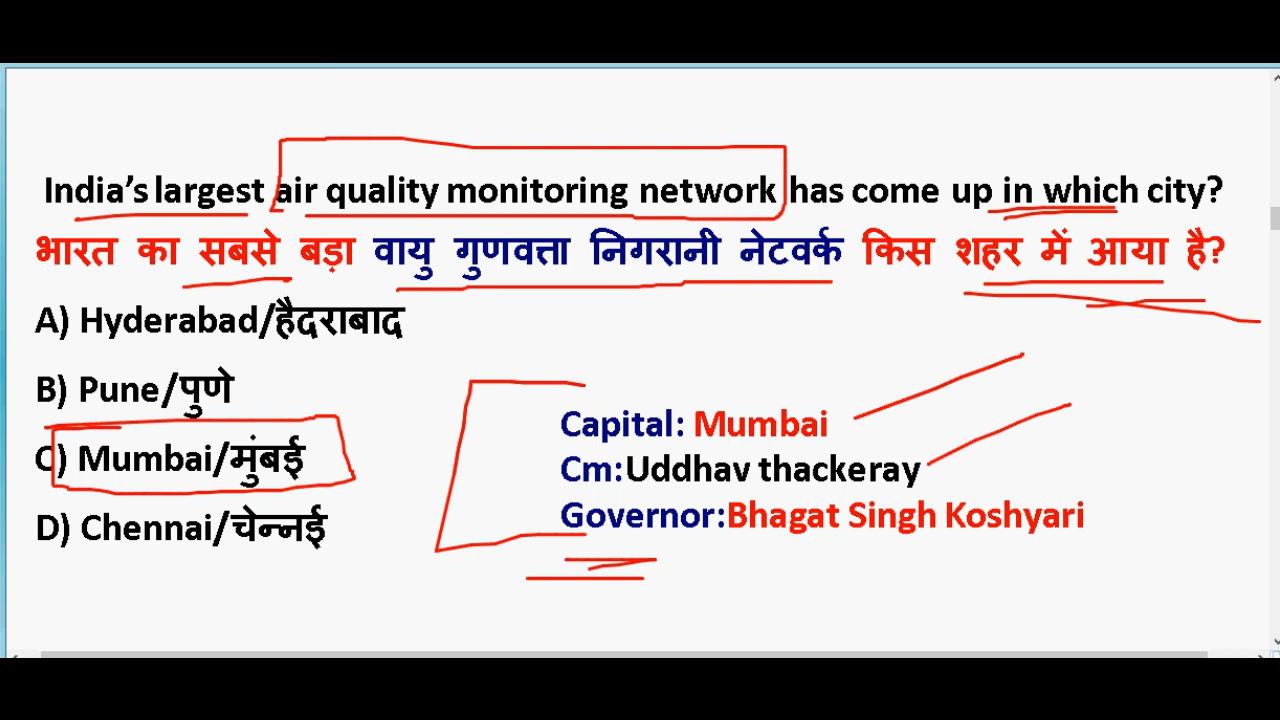 India's largest air quality monitoring network has come up in which city?
भारत का सबसे बड़ा वायु गुणवत्ता निगरानी नेटवर्क किस शहर में आया है?
A) Hyderabad/हैदराबाद
B) Pune/पुणे
C) Mumbai/मुंबई
D) Chennai/चेन्नई
Capital: Mumbai
Cm:Uddhav thackeray
Governor:Bhagat Singh Koshyari